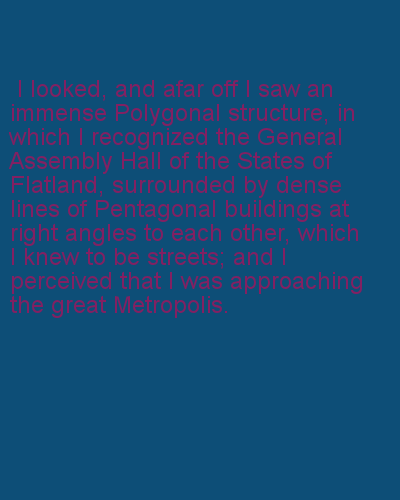 I looked, and afar off I saw an
immense Polygonal structure, in
which I recognized the General
Assembly Hall of the States of
Flatland, surrounded by dense
lines of Pentagonal buildings at
right angles to each other, which
I knew to be streets; and I
perceived that I was approaching
the great Metropolis.